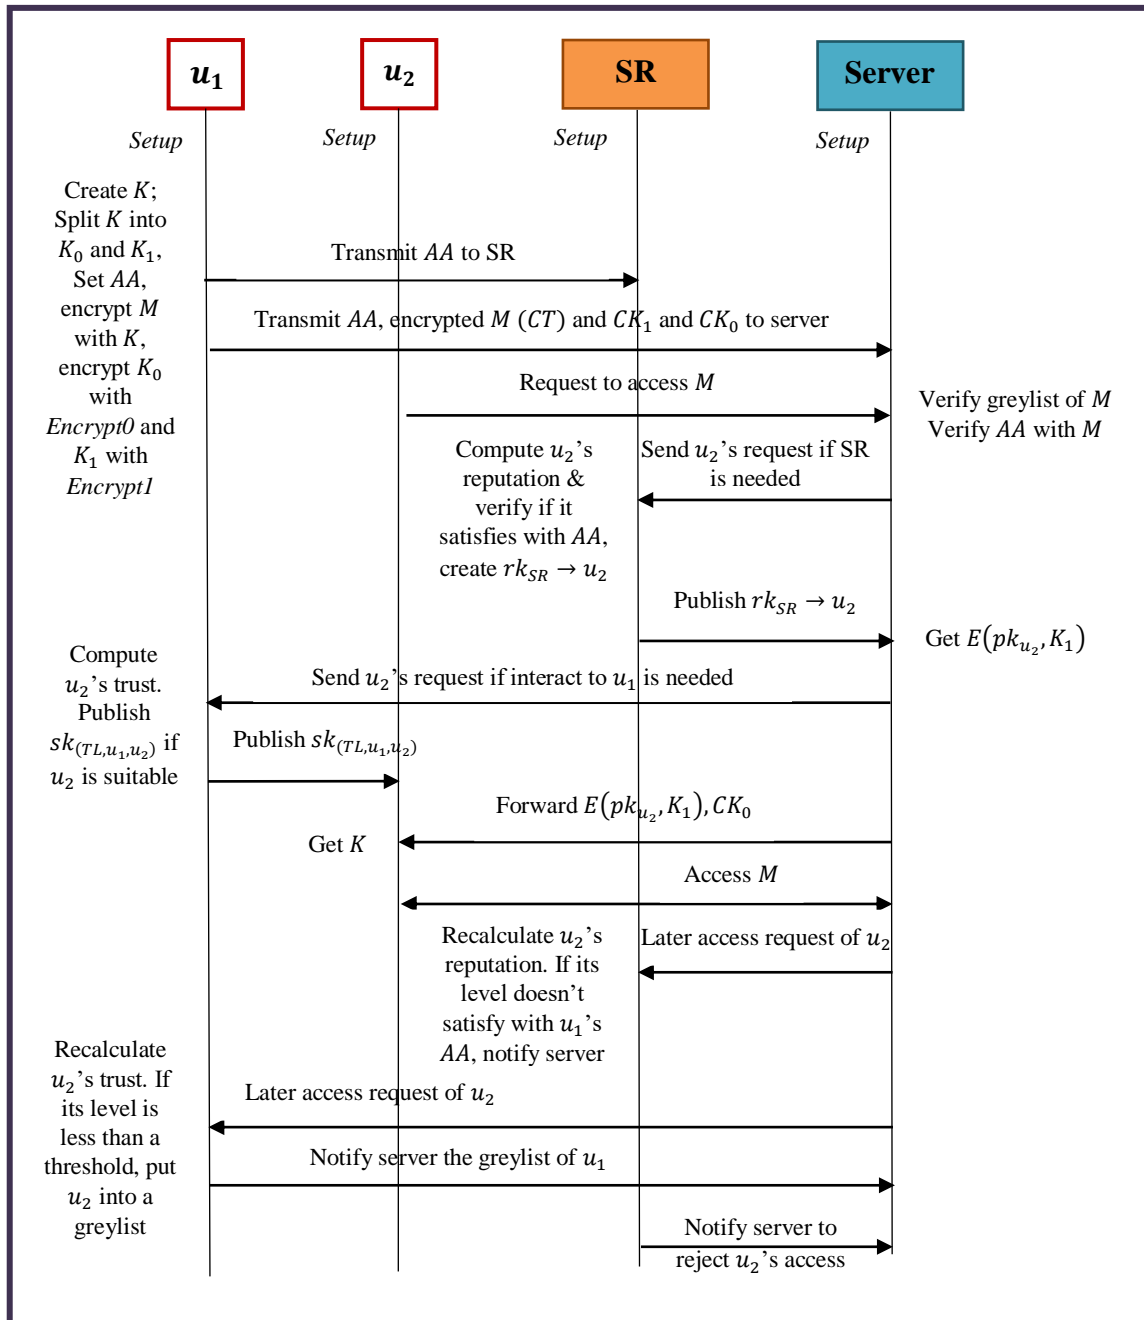 u₁
u₂
SR
Server
Setup
Setup
Setup
Setup
Create K;
Split K into
K₀ and K₁,
Set AA,
encrypt M
with K,
encrypt K₀
with
Encrypt0 and
K₁ with
Encrypt1
Transmit AA to SR
Transmit AA, encrypted M (CT) and CK₁ and CK₀ to server
Request to access M
Verify greylist of M
Verify AA with M
Compute u₂’s
reputation &
verify if it
satisfies with AA,
create rk_SR → u₂
Send u₂’s request if SR
is needed
Publish rk_SR → u₂
Get E(pk_u₂, K₁)
Compute
u₂’s trust.
Publish
sk_(TL,u₁,u₂) if
u₂ is suitable
Send u₂’s request if interact to u₁ is needed
Publish sk_(TL,u₁,u₂)
Forward E(pk_u₂, K₁), CK₀
Get K
Access M
Recalculate u₂’s
reputation. If its
level doesn’t
satisfy with u₁’s
AA, notify server
Later access request of u₂
Recalculate
u₂’s trust. If
its level is
less than a
threshold, put
u₂ into a
greylist
Later access request of u₂
Notify server the greylist of u₁
Notify server to
reject u₂’s access